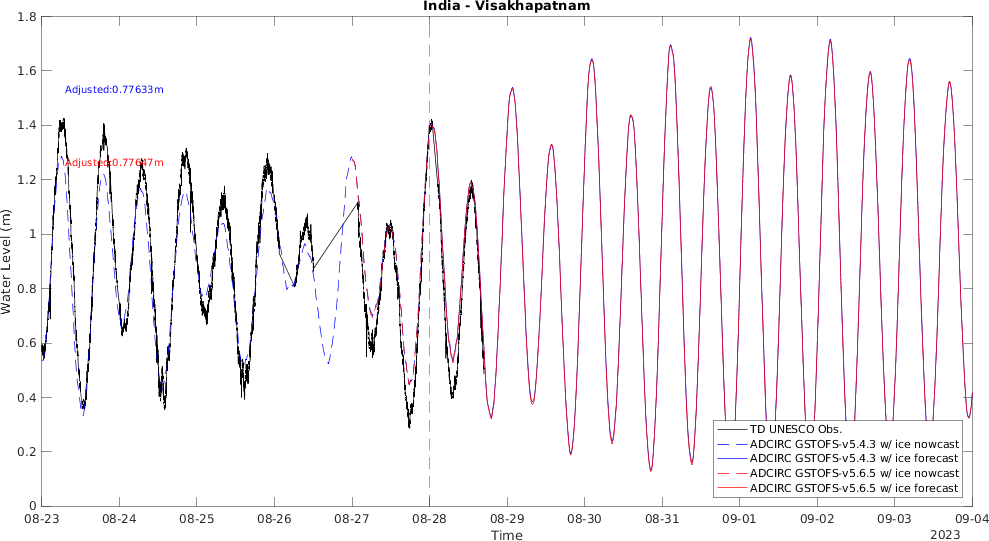 India - Visakhapatnam
1.8
1.6
1.4
1.2
1
0.8
0.6
0.4
0.2
0
Water Level (m)
Adjusted:0.77633m
Adjusted:0.77647m
TD UNESCO Obs.
ADCIRC GSTOFS-v5.4.3 w/ ice nowcast
ADCIRC GSTOFS-v5.4.3 w/ ice forecast
ADCIRC GSTOFS-v5.6.5 w/ ice nowcast
ADCIRC GSTOFS-v5.6.5 w/ ice forecast
08-23 08-24 08-25 08-26 08-27 08-28 08-29 08-30 08-31 09-01 09-02 09-03 09-04
Time
2023